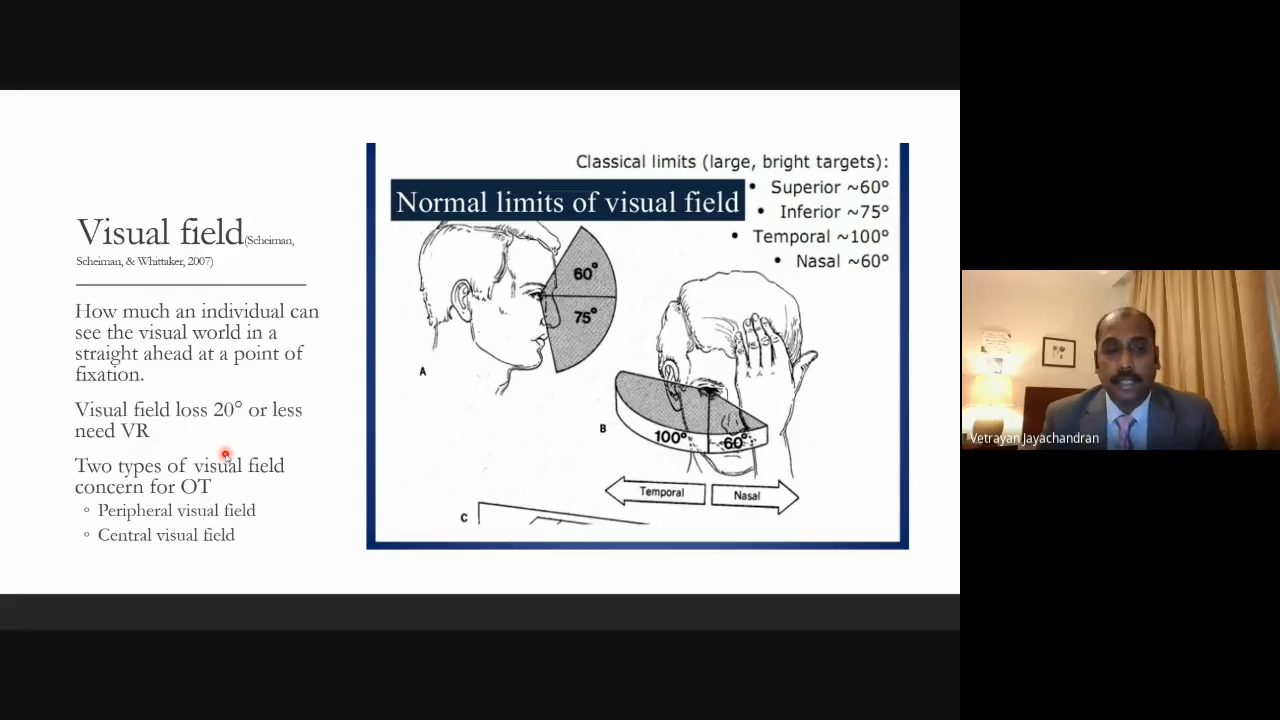 Visual field(Scheiman,
Scheiman, & Whittaker, 2007)
How much an individual can
see the visual world in a
straight ahead at a point of
fixation.
Visual field loss 20° or less
need VR
Two types of visual field
concern for OT
° Peripheral visual field
° Central visual field
Classical limits (large, bright targets):
Normal limits of visual field
• Superior ~60°
• Inferior ~75°
• Temporal ~100°
• Nasal ~60°
60°
75°
A
B
100°
60°
Temporal
Nasal
C
Vetrayan Jayachandran